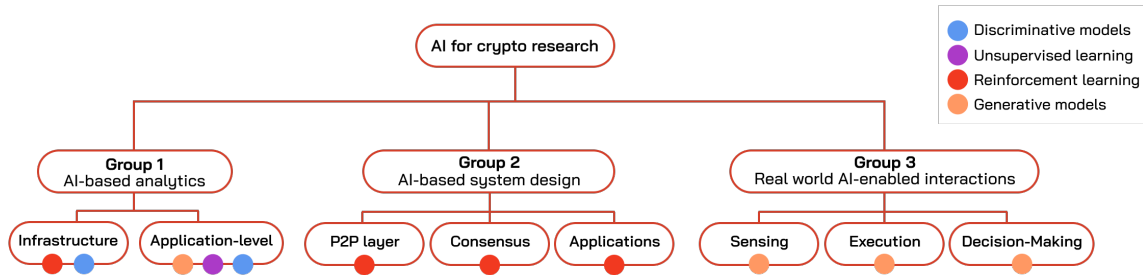 AI for crypto research
Discriminative models
Unsupervised learning
Reinforcement learning
Generative models
Group 1
AI-based analytics
Group 2
AI-based system design
Group 3
Real world AI-enabled interactions
Infrastructure
Application-level
P2P layer
Consensus
Applications
Sensing
Execution
Decision-Making